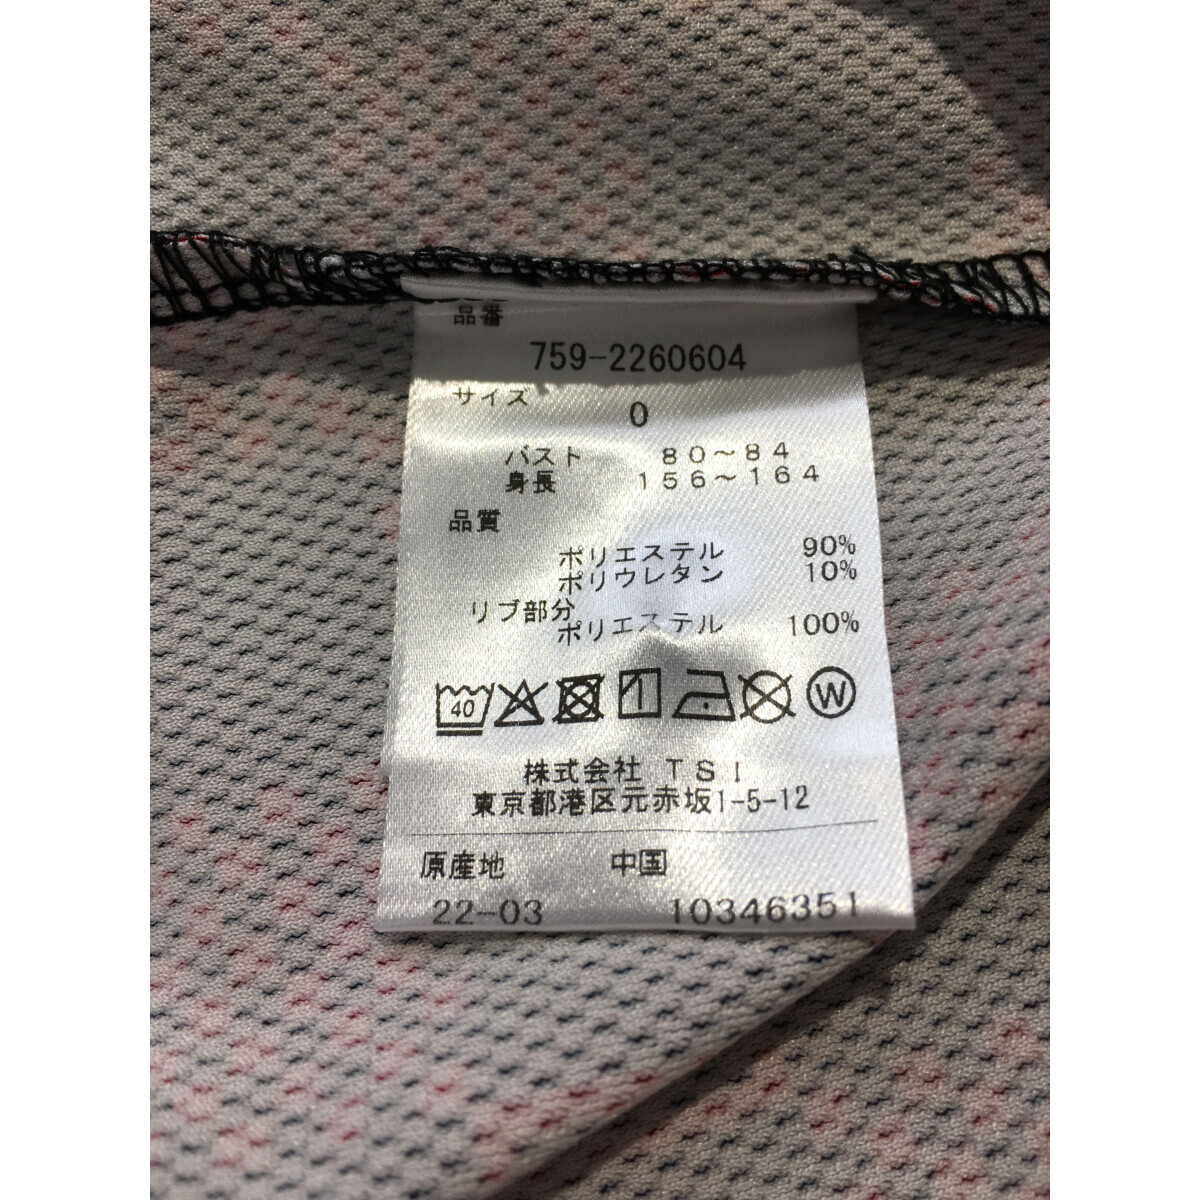 品番
759-2260604
サイズ 0
バスト 80～84
身長 156～164
品質
ポリエステル 90%
ポリウレタン 10%
リブ部分
ポリエステル 100%
40 W
株式会社 TSI
東京都港区元赤坂1-5-12
原産地 中国
22-03 10346351